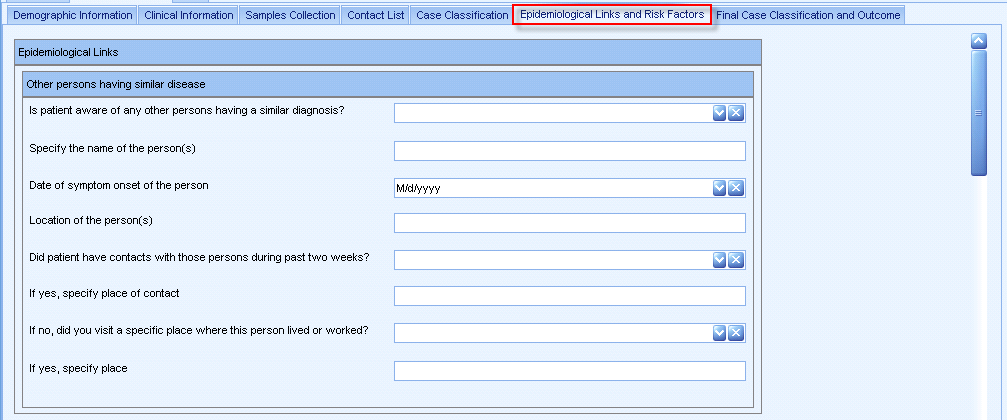 Demographic Information Clinical Information Samples Collection Contact List Case Classification Epidemiological Links and Risk Factors Final Case Classification and Outcome
Epidemiological Links
Other persons having similar disease
Is patient aware of any other persons having a similar diagnosis?
Specify the name of the person(s)
Date of symptom onset of the person M/d/yyyy
Location of the person(s)
Did patient have contacts with those persons during past two weeks?
If yes, specify place of contact
If no, did you visit a specific place where this person lived or worked?
If yes, specify place